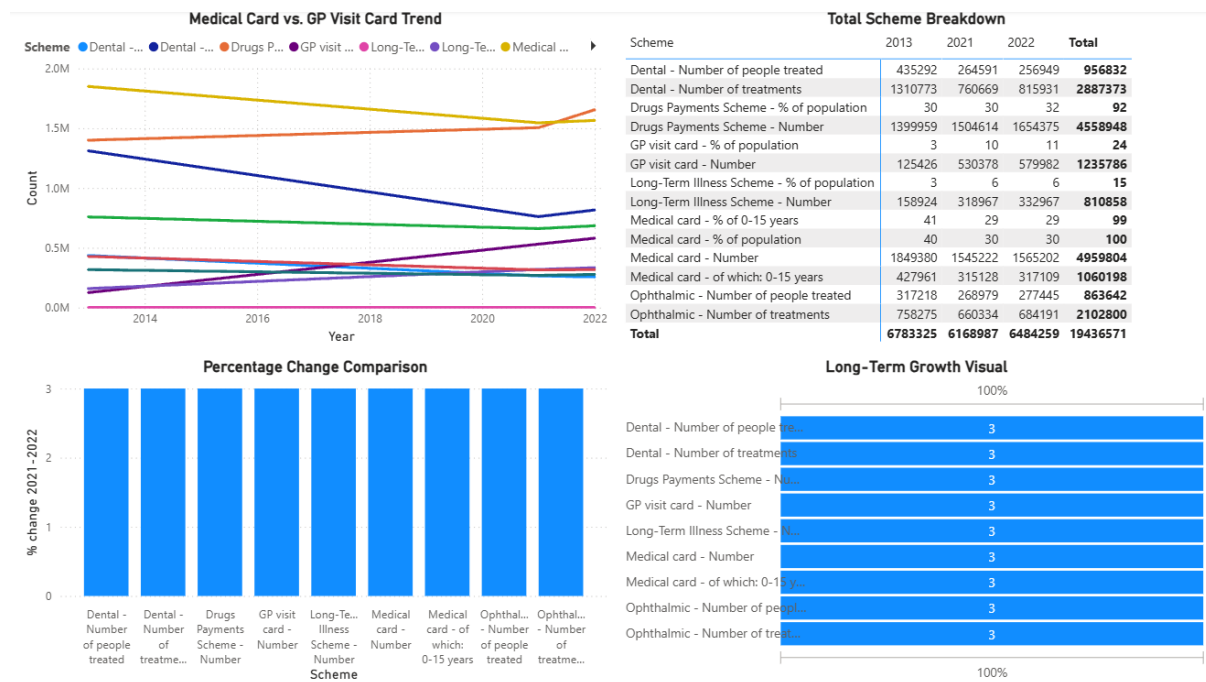 Medical Card vs. GP Visit Card Trend
Scheme Dental -... Dental -... Drugs P... GP visit ... Long-Te... Long-Te... Medical ...
2.0M
1.5M
1.0M
0.5M
0.0M
Count
2014 2016 2018 2020 2022
Year
Total Scheme Breakdown
Scheme 2013 2021 2022 Total
Dental - Number of people treated 435292 264591 256949 956832
Dental - Number of treatments 1310773 760669 815931 2887373
Drugs Payments Scheme - % of population 30 30 32 92
Drugs Payments Scheme - Number 1399959 1504614 1654375 4558948
GP visit card - % of population 3 10 11 24
GP visit card - Number 125426 530378 579982 1235786
Long-Term Illness Scheme - % of population 3 6 6 15
Long-Term Illness Scheme - Number 158924 318967 332967 810858
Medical card - % of 0-15 years 41 29 29 99
Medical card - % of population 40 30 30 100
Medical card - Number 1849380 1545222 1565202 4959804
Medical card - of which: 0-15 years 427961 315128 317109 1060198
Ophthalmic - Number of people treated 317218 268979 277445 863642
Ophthalmic - Number of treatments 758275 660334 684191 2102800
Total 6783325 6168987 6484259 19436571
Percentage Change Comparison
3
2
1
0
% change 2021-2022
Dental - Dental - Drugs GP visit Long-Te... Medical Medical Ophthal... Ophthal...
Number Number Payments card - Illness card - card - of - Number - Number
of people of Scheme - Number Scheme - Number which: of people of
treated treatme... Number Number 0-15 years treated treatme...
Scheme
Long-Term Growth Visual
100%
Dental - Number of people tre... 3
Dental - Number of treatments 3
Drugs Payments Scheme - Nu... 3
GP visit card - Number 3
Long-Term Illness Scheme - N... 3
Medical card - Number 3
Medical card - of which: 0-15 y... 3
Ophthalmic - Number of peopl... 3
Ophthalmic - Number of treat... 3
100%